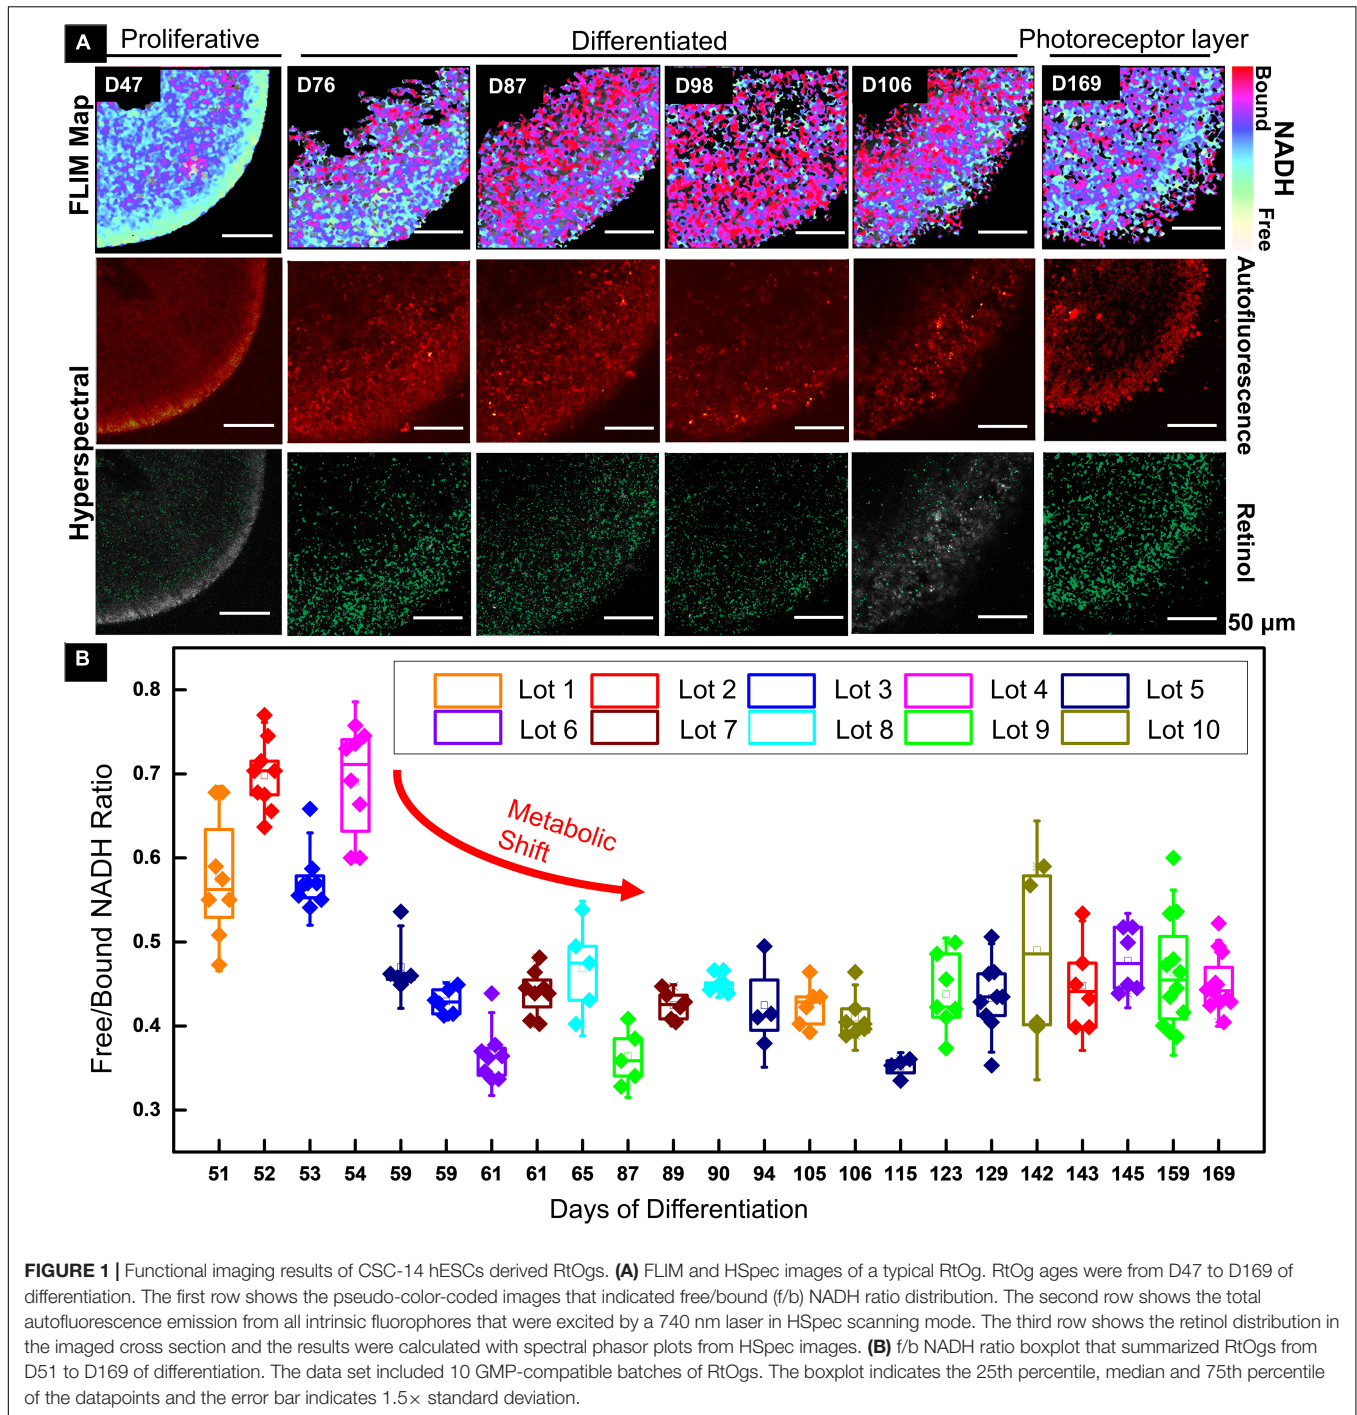 A
Proliferative
Differentiated
Photoreceptor layer
FLIM Map
D47
D76
D87
D98
D106
D169
Bound
Free
NADH
Hyperspectral
Autofluorescence
Retinol
50 µm
B
Lot 1
Lot 2
Lot 3
Lot 4
Lot 5
Lot 6
Lot 7
Lot 8
Lot 9
Lot 10
Metabolic
Shift
Free/Bound NADH Ratio
0.8
0.7
0.6
0.5
0.4
0.3
51 52 53 54 59 59 61 61 65 87 89 90 94 105 106 115 123 129 142 143 145 159 169
Days of Differentiation
FIGURE 1 | Functional imaging results of CSC-14 hESCs derived RtOgs. (A) FLIM and HSpec images of a typical RtOg. RtOg ages were from D47 to D169 of
differentiation. The first row shows the pseudo-color-coded images that indicated free/bound (f/b) NADH ratio distribution. The second row shows the total
autofluorescence emission from all intrinsic fluorophores that were excited by a 740 nm laser in HSpec scanning mode. The third row shows the retinol distribution in
the imaged cross section and the results were calculated with spectral phasor plots from HSpec images. (B) f/b NADH ratio boxplot that summarized RtOgs from
D51 to D169 of differentiation. The data set included 10 GMP-compatible batches of RtOgs. The boxplot indicates the 25th percentile, median and 75th percentile
of the datapoints and the error bar indicates 1.5× standard deviation.